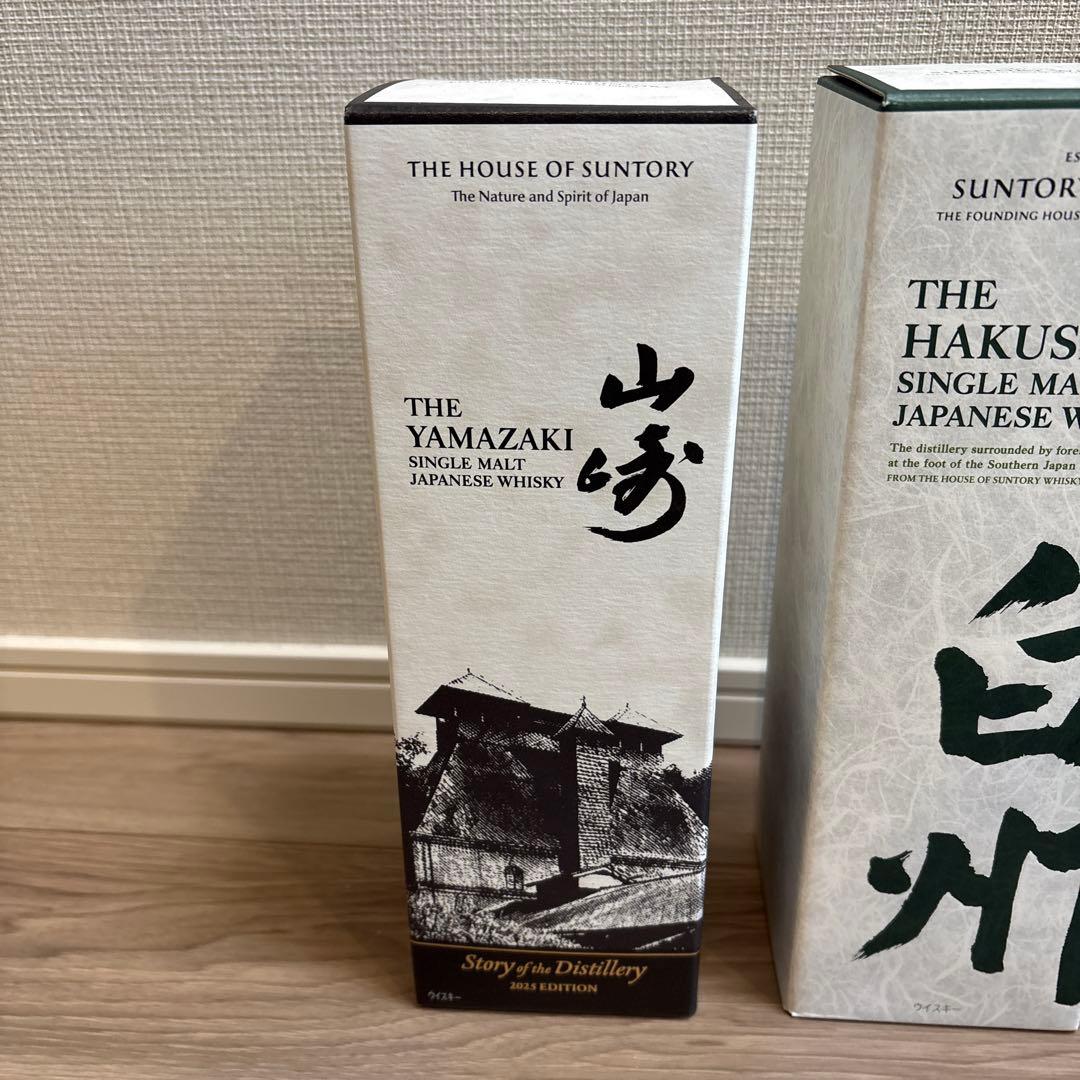 THE HOUSE OF SUNTORY
The Nature and Spirit of Japan
THE
YAMAZAKI
SINGLE MALT
JAPANESE WHISKY
山崎
Story of the Distillery
2025 EDITION
ウイスキー
SUNTORY
THE FOUNDING HOUS
THE
HAKUS
SINGLE MA
JAPANESE W
The distillery surrounded by fore
at the foot of the Southern Japan
FROM THE HOUSE OF SUNTORY WHISKY
白州
ウイスキー